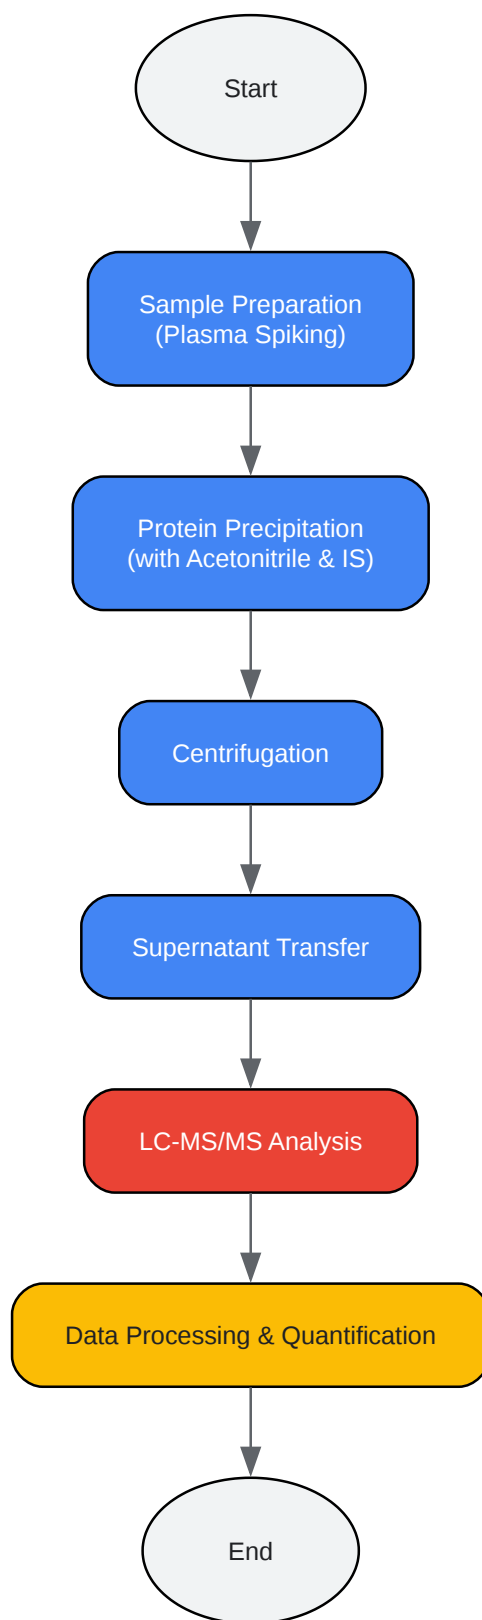 Start
Sample Preparation
(Plasma Spiking)
Protein Precipitation
(with Acetonitrile & IS)
Centrifugation
Supernatant Transfer
LC-MS/MS Analysis
Data Processing & Quantification
End